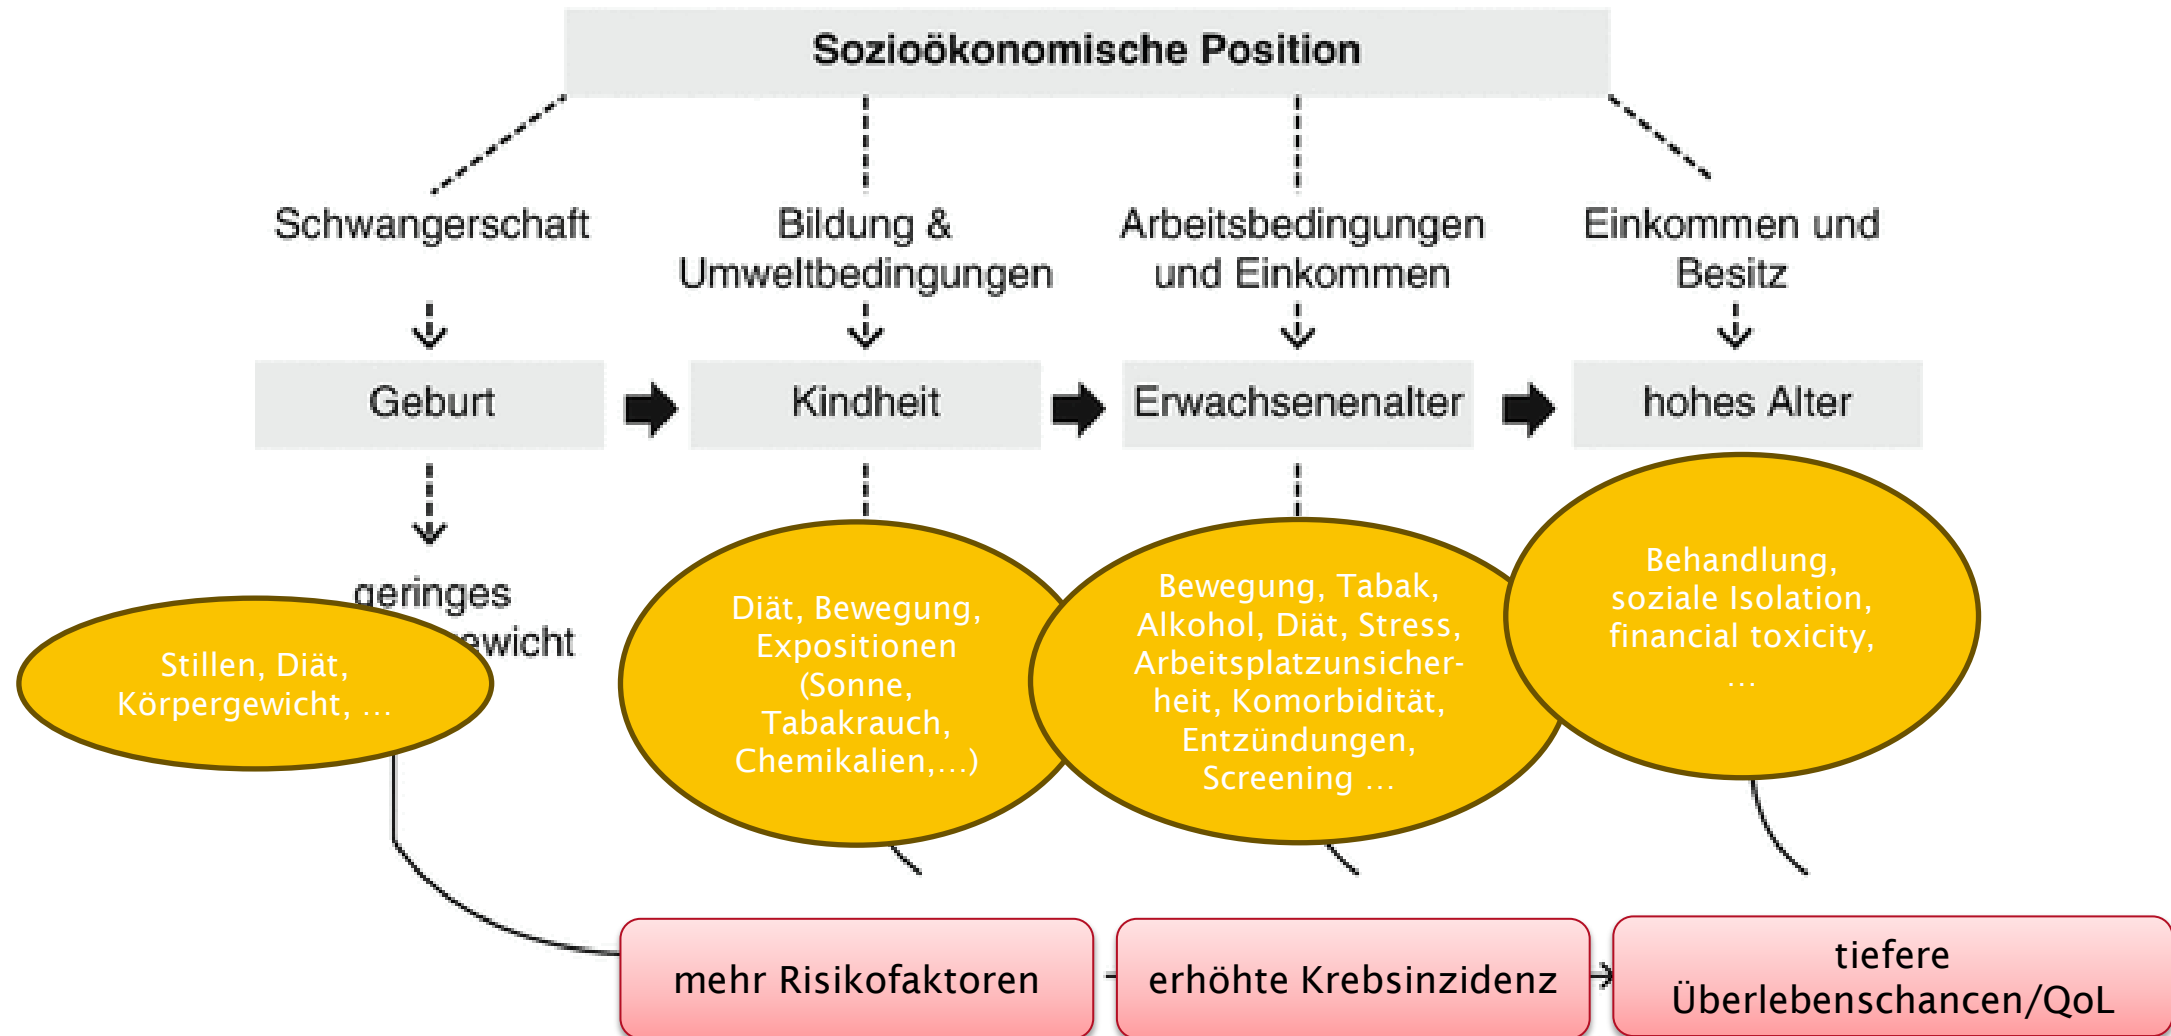 Sozioökonomische Position
Schwangerschaft
Bildung &
Umweltbedingungen
Arbeitsbedingungen
und Einkommen
Einkommen und
Besitz
Geburt
Kindheit
Erwachsenenalter
hohes Alter
geringes
Stillen, Diät,
Körpergewicht, ...
Diät, Bewegung,
Expositionen
(Sonne,
Tabakrauch,
Chemikalien,...)
Bewegung, Tabak,
Alkohol, Diät, Stress,
Arbeitsplatzunsicher-
heit, Komorbidität,
Entzündungen,
Screening ...
Behandlung,
soziale Isolation,
financial toxicity,
...
mehr Risikofaktoren
erhöhte Krebsinzidenz
tiefere
Überlebenschancen/QoL